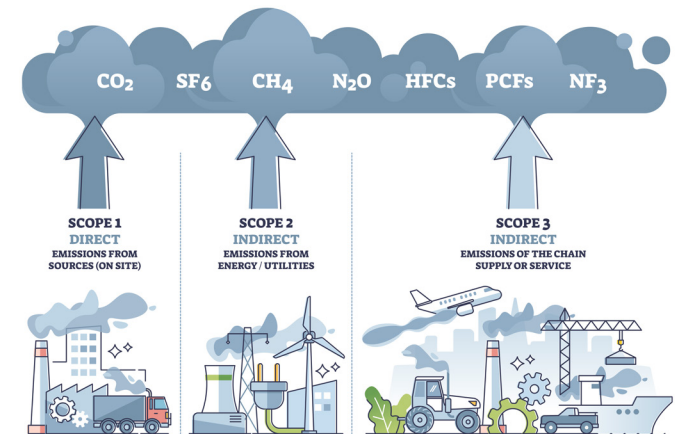 CO2 SF6 CH4 N2O HFCs PCFs NF3
SCOPE 1
DIRECT
EMISSIONS FROM
SOURCES (ON SITE)
SCOPE 2
INDIRECT
EMISSIONS FROM
ENERGY / UTILITIES
SCOPE 3
INDIRECT
EMISSIONS OF THE CHAIN
SUPPLY OR SERVICE